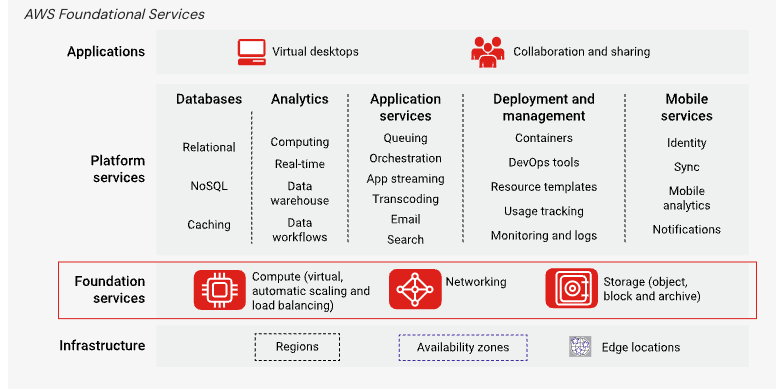 AWS Foundational Services
Applications
Virtual desktops
Collaboration and sharing
Platform
services
Databases
Relational
NoSQL
Caching
Analytics
Computing
Real-time
Data
warehouse
Data
workflows
Application
services
Queuing
Orchestration
App streaming
Transcoding
Email
Search
Deployment and
management
Containers
DevOps tools
Resource templates
Usage tracking
Monitoring and logs
Mobile
services
Identity
Sync
Mobile
analytics
Notifications
Foundation
services
Compute (virtual,
automatic scaling and
load balancing)
Networking
Storage (object,
block and archive)
Infrastructure
Regions
Availability zones
Edge locations